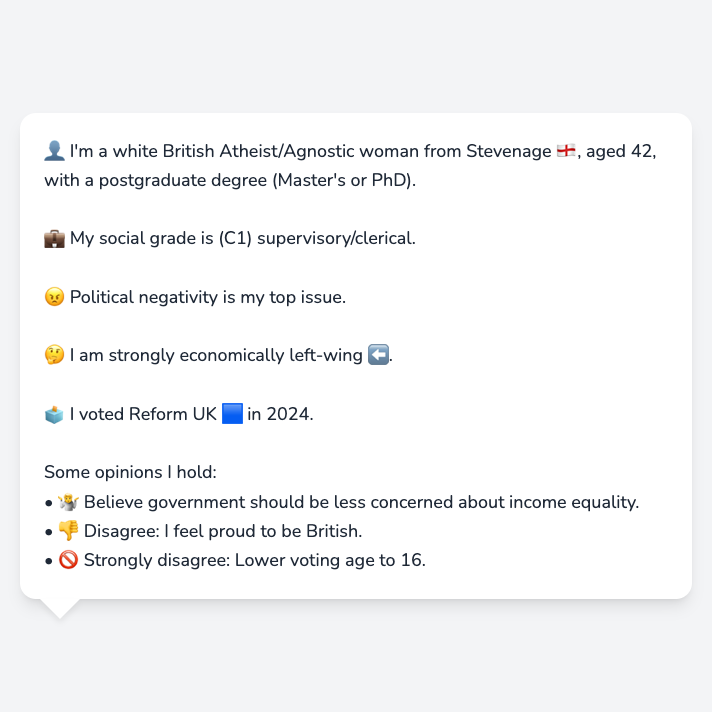 👤 I'm a white British Atheist/Agnostic woman from Stevenage 🏴󠁧󠁢󠁥󠁮󠁧󠁿, aged 42,
with a postgraduate degree (Master's or PhD).
💼 My social grade is (C1) supervisory/clerical.
😠 Political negativity is my top issue.
🤔 I am strongly economically left-wing ⬅️.
🗳️ I voted Reform UK 🟦 in 2024.
Some opinions I hold:
• 🤷 Believe government should be less concerned about income equality.
• 👎 Disagree: I feel proud to be British.
• 🚫 Strongly disagree: Lower voting age to 16.